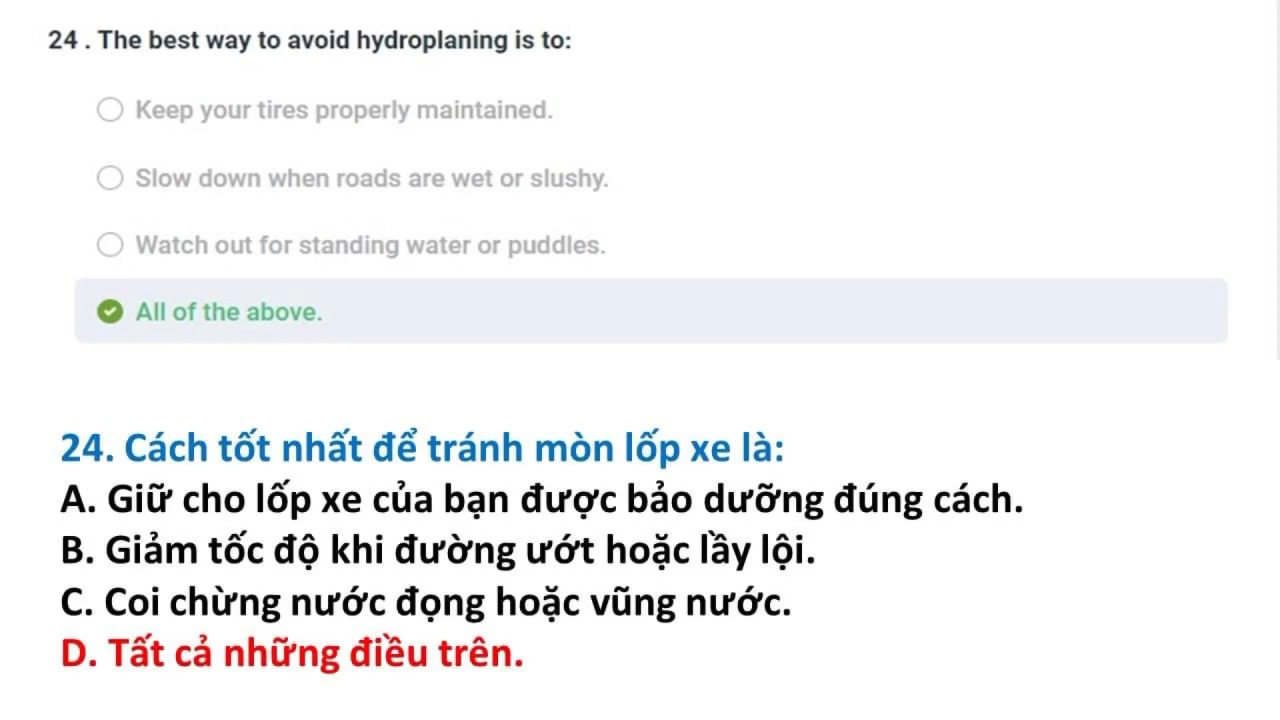 24 . The best way to avoid hydroplaning is to:
Keep your tires properly maintained.
Slow down when roads are wet or slushy.
Watch out for standing water or puddles.
All of the above.
24. Cách tốt nhất để tránh mòn lốp xe là:
A. Giữ cho lốp xe của bạn được bảo dưỡng đúng cách.
B. Giảm tốc độ khi đường ướt hoặc lầy lội.
C. Coi chừng nước đọng hoặc vũng nước.
D. Tất cả những điều trên.